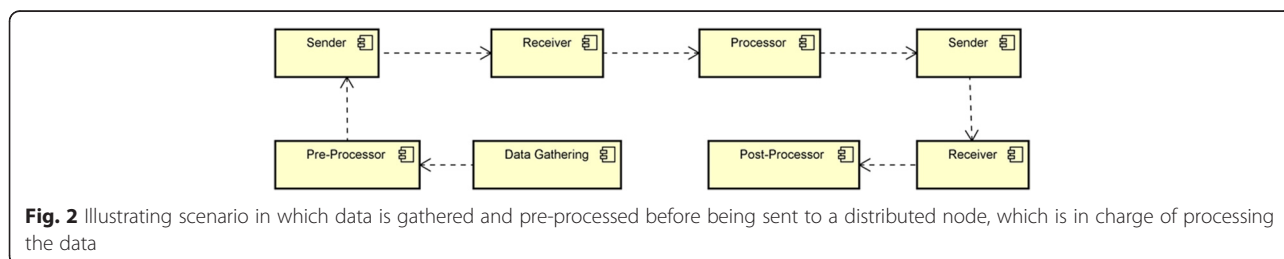 Sender
Receiver
Processor
Sender
Pre-Processor
Data Gathering
Post-Processor
Receiver
Fig. 2 Illustrating scenario in which data is gathered and pre-processed before being sent to a distributed node, which is in charge of processing
the data